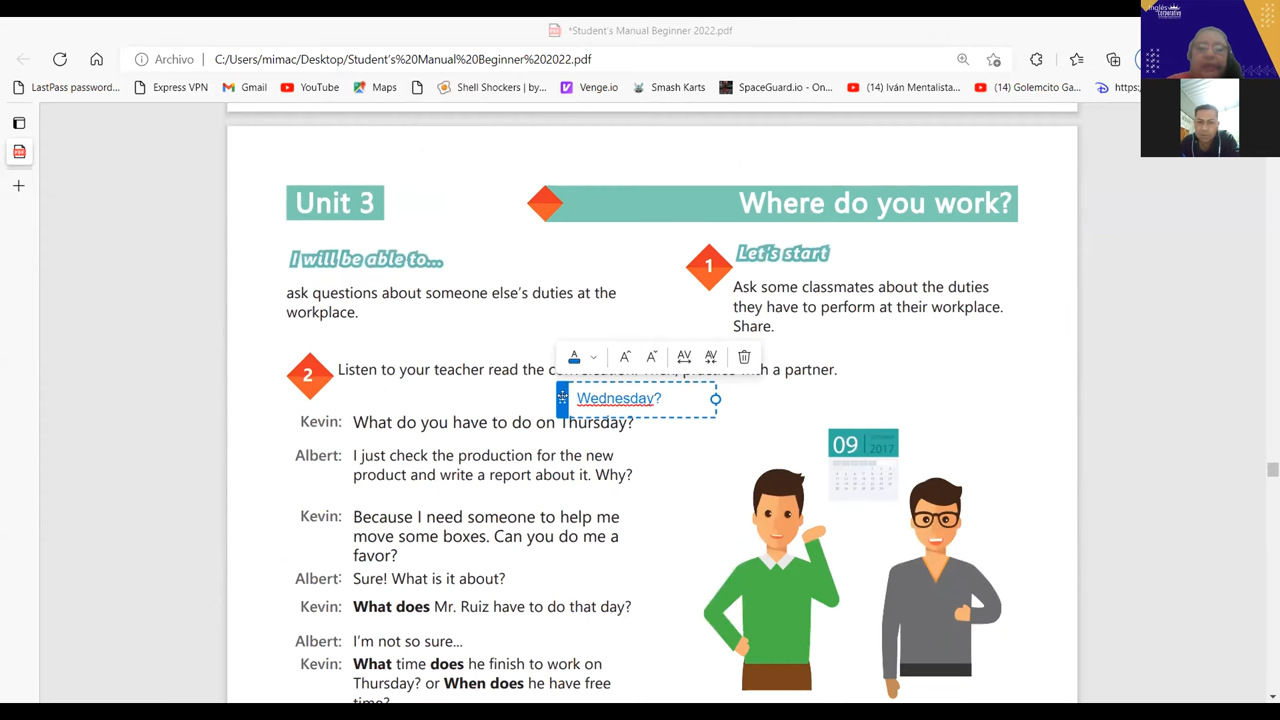 *Student's Manual Beginner 2022.pdf
Archivo C:/Users/mimac/Desktop/Student's%20Manual%20Beginner%202022.pdf
LastPass password... Express VPN Gmail YouTube Maps Shell Shockers | by... Venge.io Smash Karts SpaceGuard.io - On... (14) Iván Mentalista... (14) Golemcito Ga... https:
Unit 3
Where do you work?
I will be able to...
ask questions about someone else's duties at the
workplace.
1
Let's start
Ask some classmates about the duties
they have to perform at their workplace.
Share.
2
Listen to your teacher read the conversation. Then, practice with a partner.
Wednesday?
Kevin: What do you have to do on Thursday?
Albert: I just check the production for the new
product and write a report about it. Why?
Kevin: Because I need someone to help me
move some boxes. Can you do me a
favor?
Albert: Sure! What is it about?
Kevin: What does Mr. Ruiz have to do that day?
Albert: I'm not so sure...
Kevin: What time does he finish to work on
Thursday? or When does he have free
time?
09
2017